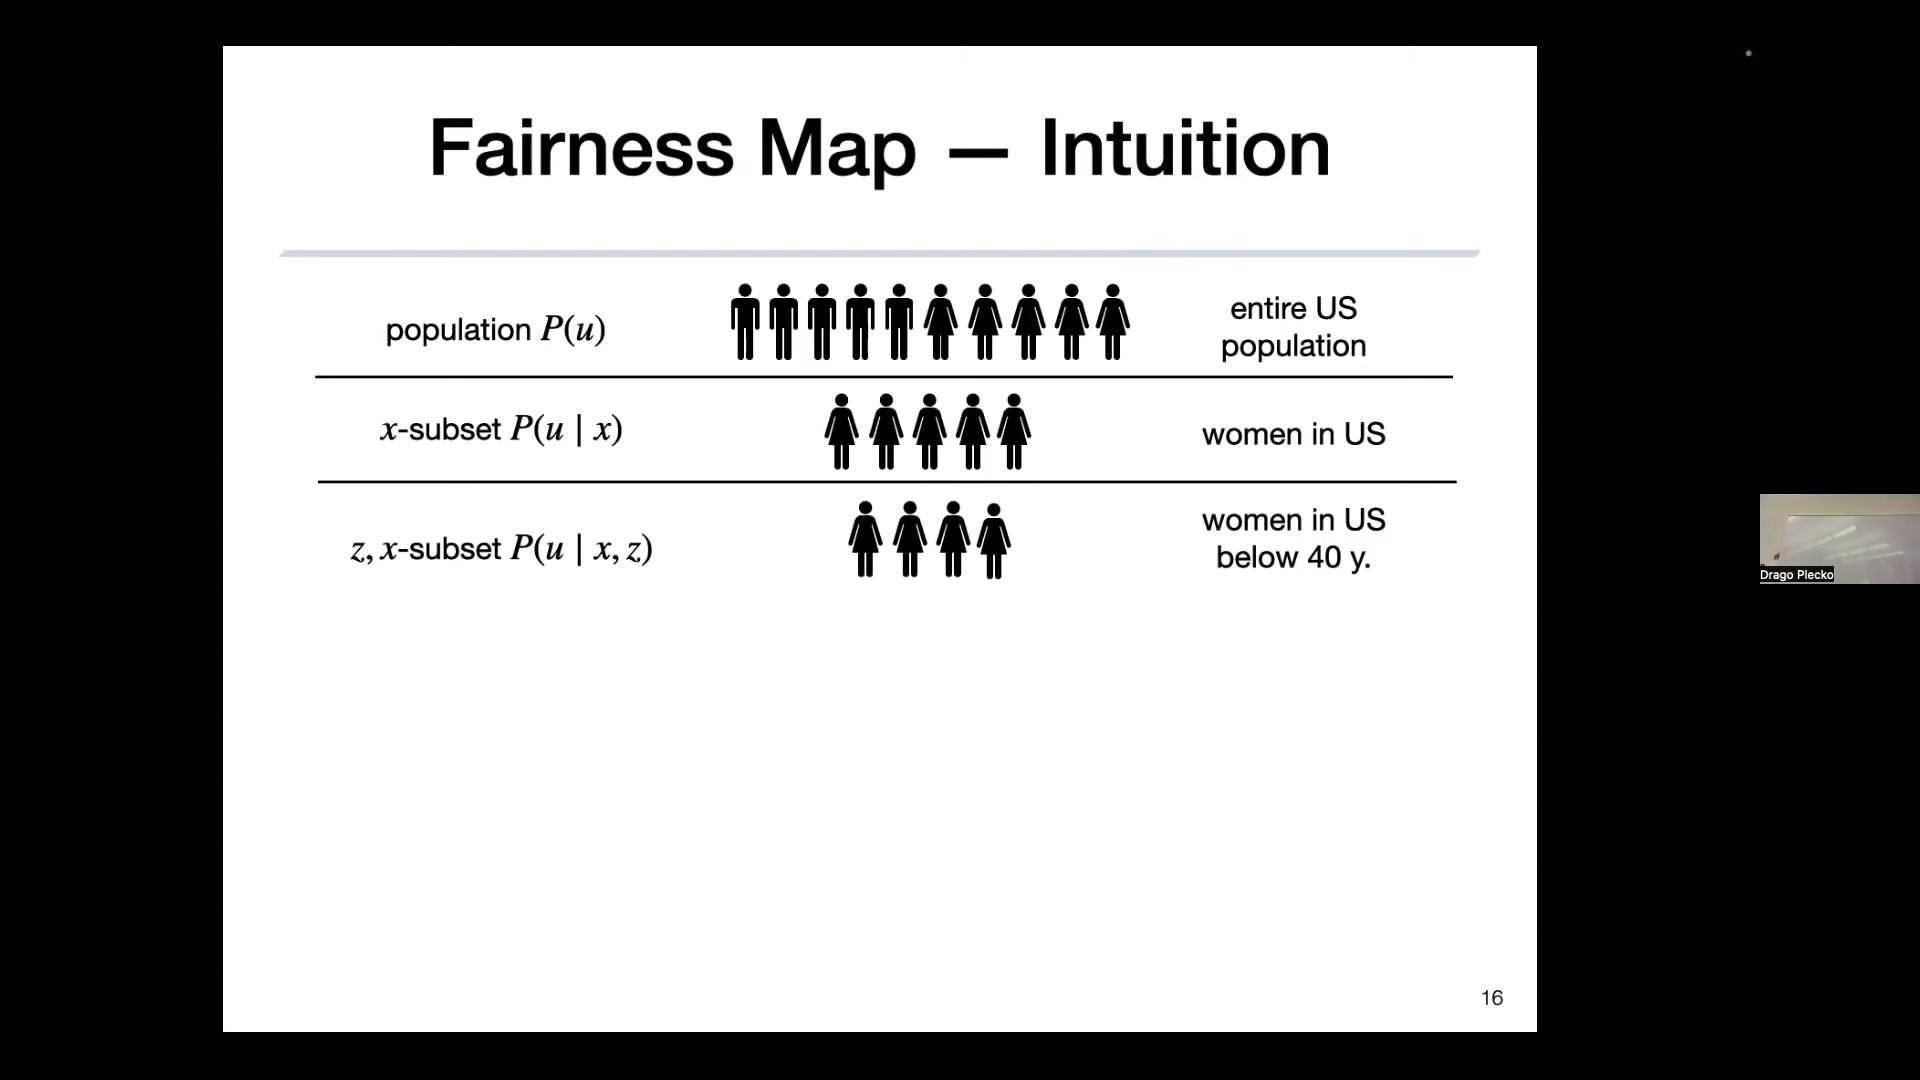 Fairness Map — Intuition
population P(u)
entire US
population
x-subset P(u | x)
women in US
z, x-subset P(u | x, z)
women in US
below 40 y.
Drago Plecko
16